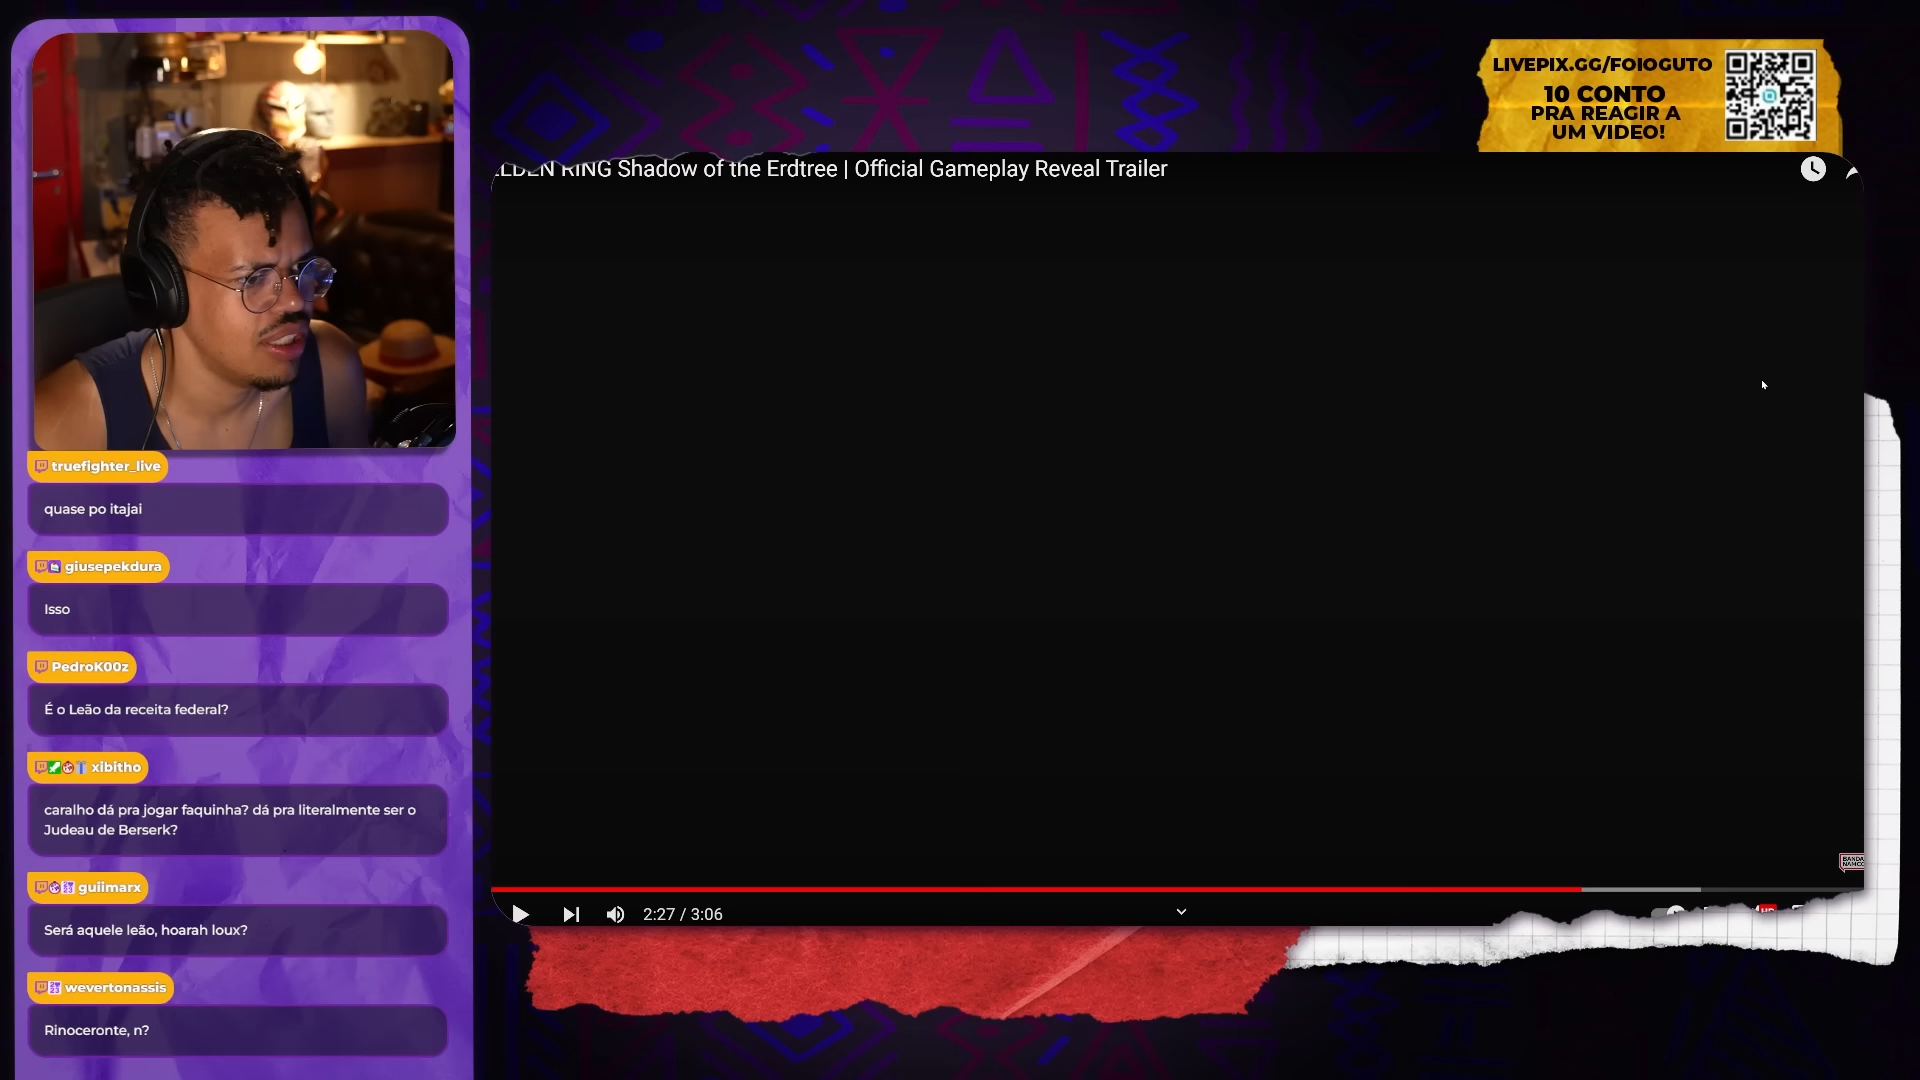 LIVEPIX.GG/FOIOGUTO
10 CONTO
PRA REAGIR A
UM VIDEO!
LDEN RING Shadow of the Erdtree | Official Gameplay Reveal Trailer
truefighter_live
quase po itajai
giusepekdura
Isso
PedroK00z
É o Leão da receita federal?
xibitho
caralho dá pra jogar faquinha? dá pra literalmente ser o
Judeau de Berserk?
guiimarx
Será aquele leão, hoarah loux?
wevertonassis
Rinoceronte, n?
BANDA
NAMCO
2:27 / 3:06